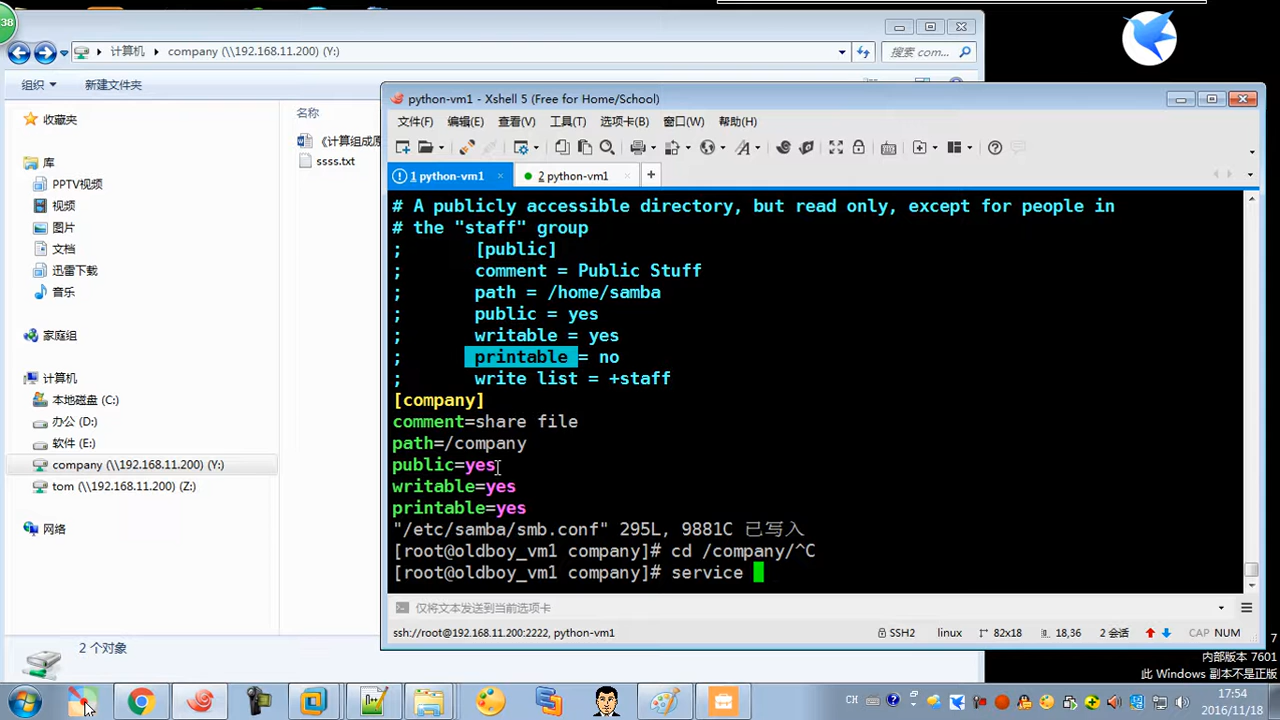 38
计算机 company (\\192.168.11.200) (Y:)
搜索 com...
组织 新建文件夹
收藏夹
库
PPTV视频
视频
图片
文档
迅雷下载
音乐
家庭组
计算机
本地磁盘 (C:)
办公 (D:)
软件 (E:)
company (\\192.168.11.200) (Y:)
tom (\\192.168.11.200) (Z:)
网络
名称
《计算组成原
ssss.txt
2 个对象
python-vm1 - Xshell 5 (Free for Home/School)
文件(F) 编辑(E) 查看(V) 工具(T) 选项卡(B) 窗口(W) 帮助(H)
1 python-vm1 × 2 python-vm1 × +
# A publicly accessible directory, but read only, except for people in
# the "staff" group
; [public]
; comment = Public Stuff
; path = /home/samba
; public = yes
; writable = yes
; printable = no
; write list = +staff
[company]
comment=share file
path=/company
public=yes
writable=yes
printable=yes
"/etc/samba/smb.conf" 295L, 9881C 已写入
[root@oldboy_vm1 company]# cd /company/^C
[root@oldboy_vm1 company]# service
仅将文本发送到当前选项卡
ssh://root@192.168.11.200:2222, python-vm1 SSH2 linux 82x18 18,36 2 会话 CAP NUM
7
内部版本 7601
此 Windows 副本不是正版
CH
17:54
2016/11/18